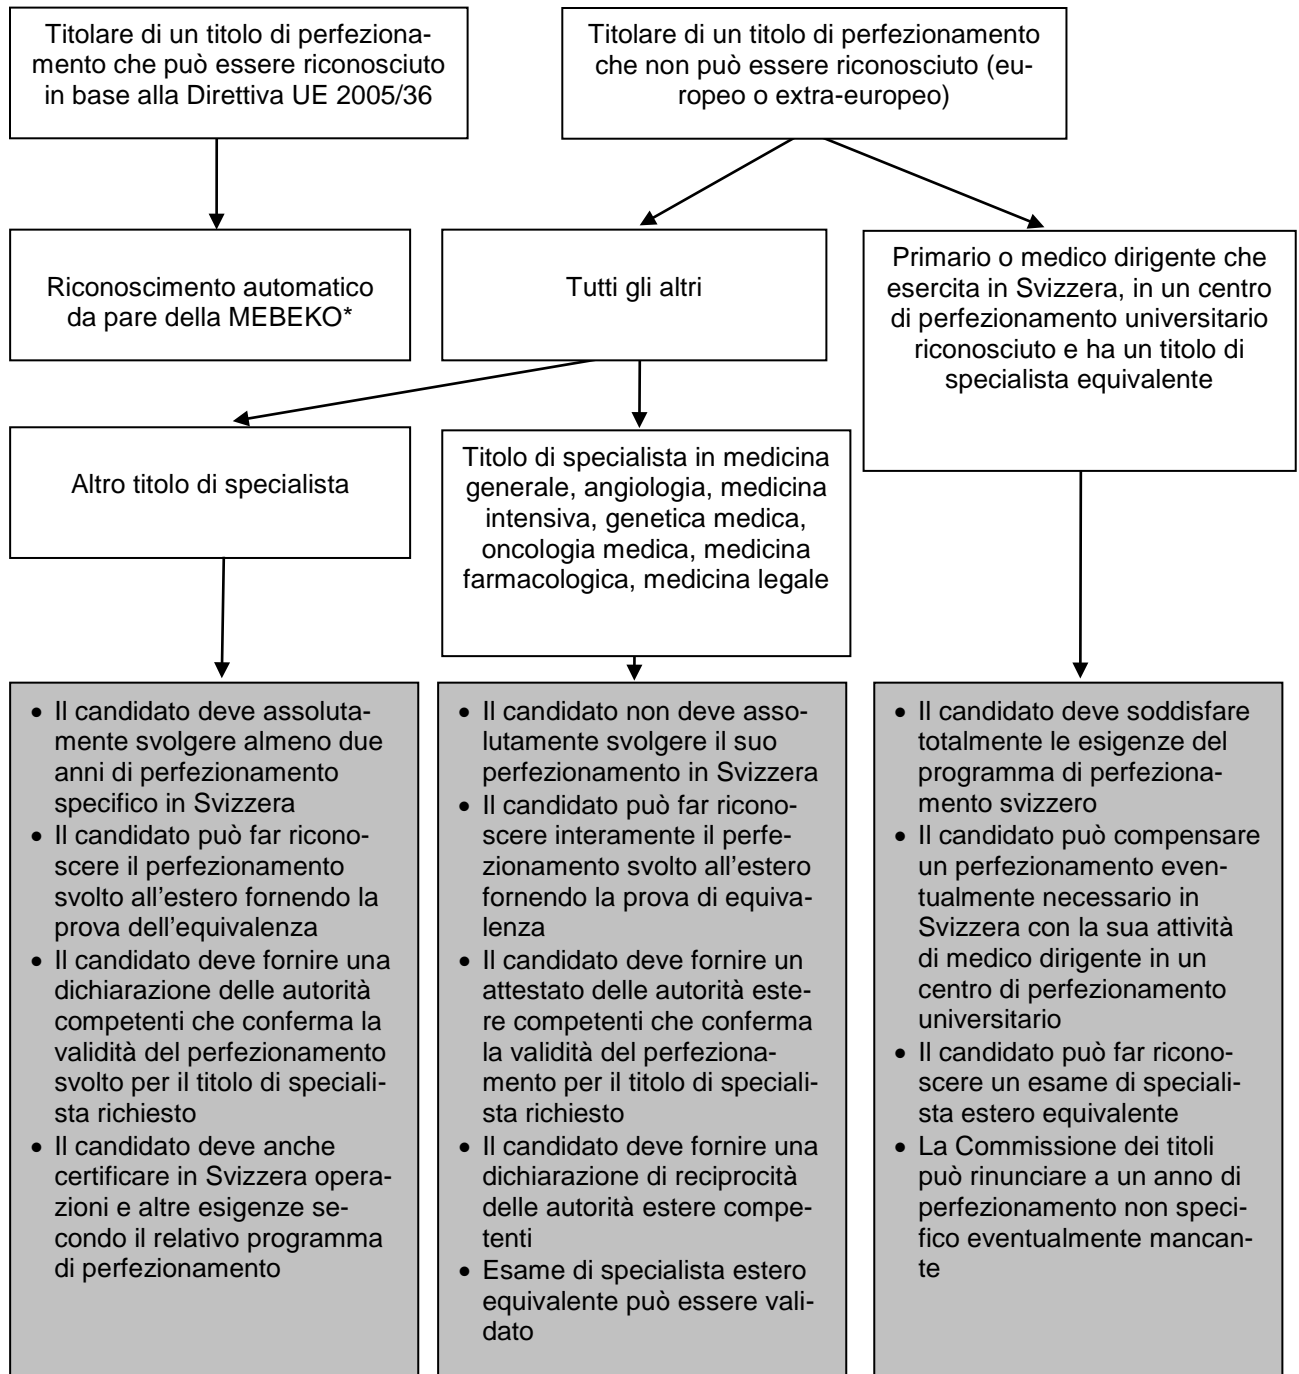 Titolare di un titolo di perfeziona-
mento che può essere riconosciuto
in base alla Direttiva UE 2005/36
Titolare di un titolo di perfezionamento
che non può essere riconosciuto (eu-
ropeo o extra-europeo)
Riconoscimento automatico
da pare della MEBEKO*
Tutti gli altri
Primario o medico dirigente che
esercita in Svizzera, in un centro
di perfezionamento universitario
riconosciuto e ha un titolo di
specialista equivalente
Altro titolo di specialista
Titolo di specialista in medicina
generale, angiologia, medicina
intensiva, genetica medica,
oncologia medica, medicina
farmacologica, medicina legale
• Il candidato deve assoluta-
mente svolgere almeno due
anni di perfezionamento
specifico in Svizzera
• Il candidato può far ricono-
scere il perfezionamento
svolto all’estero fornendo la
prova dell’equivalenza
• Il candidato deve fornire una
dichiarazione delle autorità
competenti che conferma la
validità del perfezionamento
svolto per il titolo di speciali-
sta richiesto
• Il candidato deve anche
certificare in Svizzera opera-
zioni e altre esigenze se-
condo il relativo programma
di perfezionamento
• Il candidato non deve asso-
lutamente svolgere il suo
perfezionamento in Svizzera
• Il candidato può far ricono-
scere interamente il perfe-
zionamento svolto all’estero
fornendo la prova di equiva-
lenza
• Il candidato deve fornire un
attestato delle autorità este-
re competenti che conferma
la validità del perfeziona-
mento per il titolo di speciali-
sta richiesto
• Il candidato deve fornire una
dichiarazione di reciprocità
delle autorità estere compe-
tenti
• Esame di specialista estero
equivalente può essere vali-
dato
• Il candidato deve soddisfare
totalmente le esigenze del
programma di perfeziona-
mento svizzero
• Il candidato può compensare
un perfezionamento even-
tualmente necessario in
Svizzera con la sua attività
di medico dirigente in un
centro di perfezionamento
universitario
• Il candidato può far ricono-
scere un esame di speciali-
sta estero equivalente
• La Commissione dei titoli
può rinunciare a un anno di
perfezionamento non speci-
fico eventualmente mancan-
te